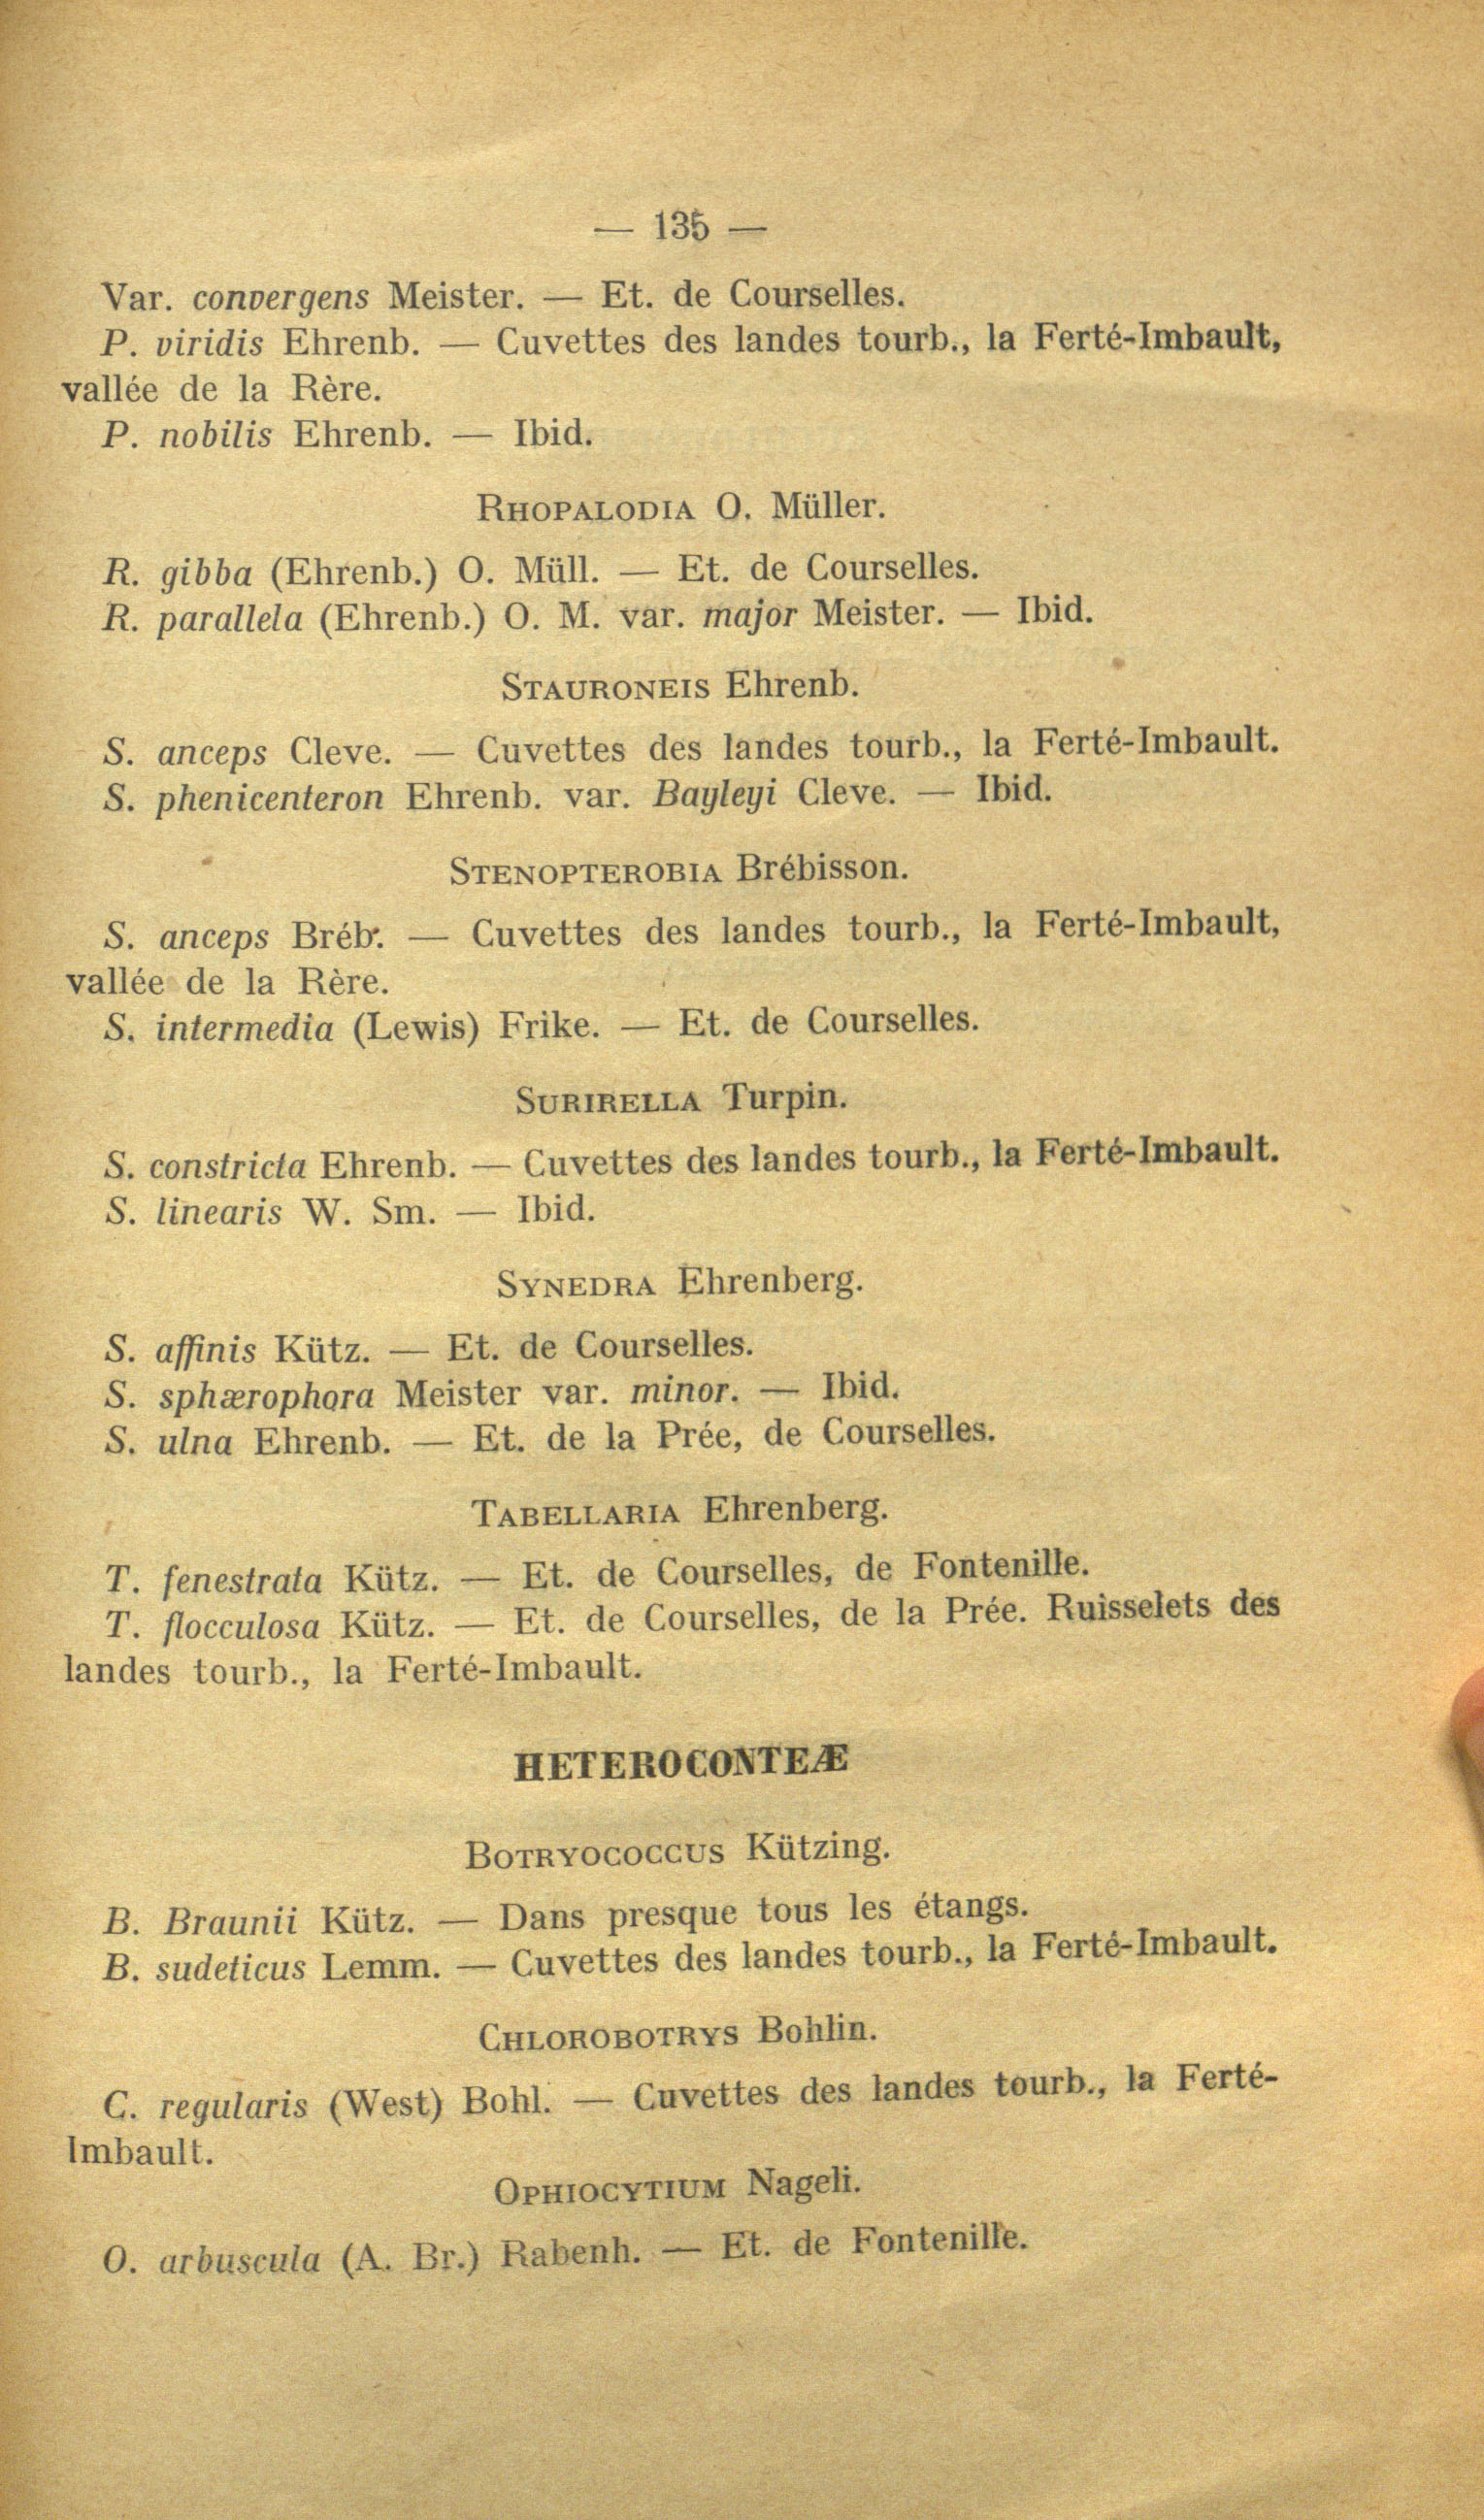 — 135 —
Var. convergens Meister. — Et. de Courselles.
P. viridis Ehrenb. — Cuvettes des landes tourb., la Ferté-Imbault,
vallée de la Rère.
P. nobilis Ehrenb. — Ibid.
RHOPALODIA O. Müller.
R. gibba (Ehrenb.) O. Müll. — Et. de Courselles.
R. parallela (Ehrenb.) O. M. var. major Meister. — Ibid.
STAURONEIS Ehrenb.
S. anceps Cleve. — Cuvettes des landes tourb., la Ferté-Imbault.
S. phenicenteron Ehrenb. var. Bayleyi Cleve. — Ibid.
STENOPTEROBIA Brébisson.
S. anceps Bréb. — Cuvettes des landes tourb., la Ferté-Imbault,
vallée de la Rère.
S. intermedia (Lewis) Frike. — Et. de Courselles.
SURIRELLA Turpin.
S. constricta Ehrenb. — Cuvettes des landes tourb., la Ferté-Imbault.
S. linearis W. Sm. — Ibid.
SYNEDRA Ehrenberg.
S. affinis Kütz. — Et. de Courselles.
S. sphærophora Meister var. minor. — Ibid.
S. ulna Ehrenb. — Et. de la Prée, de Courselles.
TABELLARIA Ehrenberg.
T. fenestrata Kütz. — Et. de Courselles, de Fontenille.
T. flocculosa Kütz. — Et. de Courselles, de la Prée. Ruisselets des
landes tourb., la Ferté-Imbault.
HETEROCONTEÆ
BOTRYOCOCCUS Kützing.
B. Braunii Kütz. — Dans presque tous les étangs.
B. sudeticus Lemm. — Cuvettes des landes tourb., la Ferté-Imbault.
CHLOROBOTRYS Bohlin.
C. regularis (West) Bohl. — Cuvettes des landes tourb., la Ferté-
Imbault.
OPHIOCYTIUM Nageli.
O. arbuscula (A. Br.) Rabenh. — Et. de Fontenille.